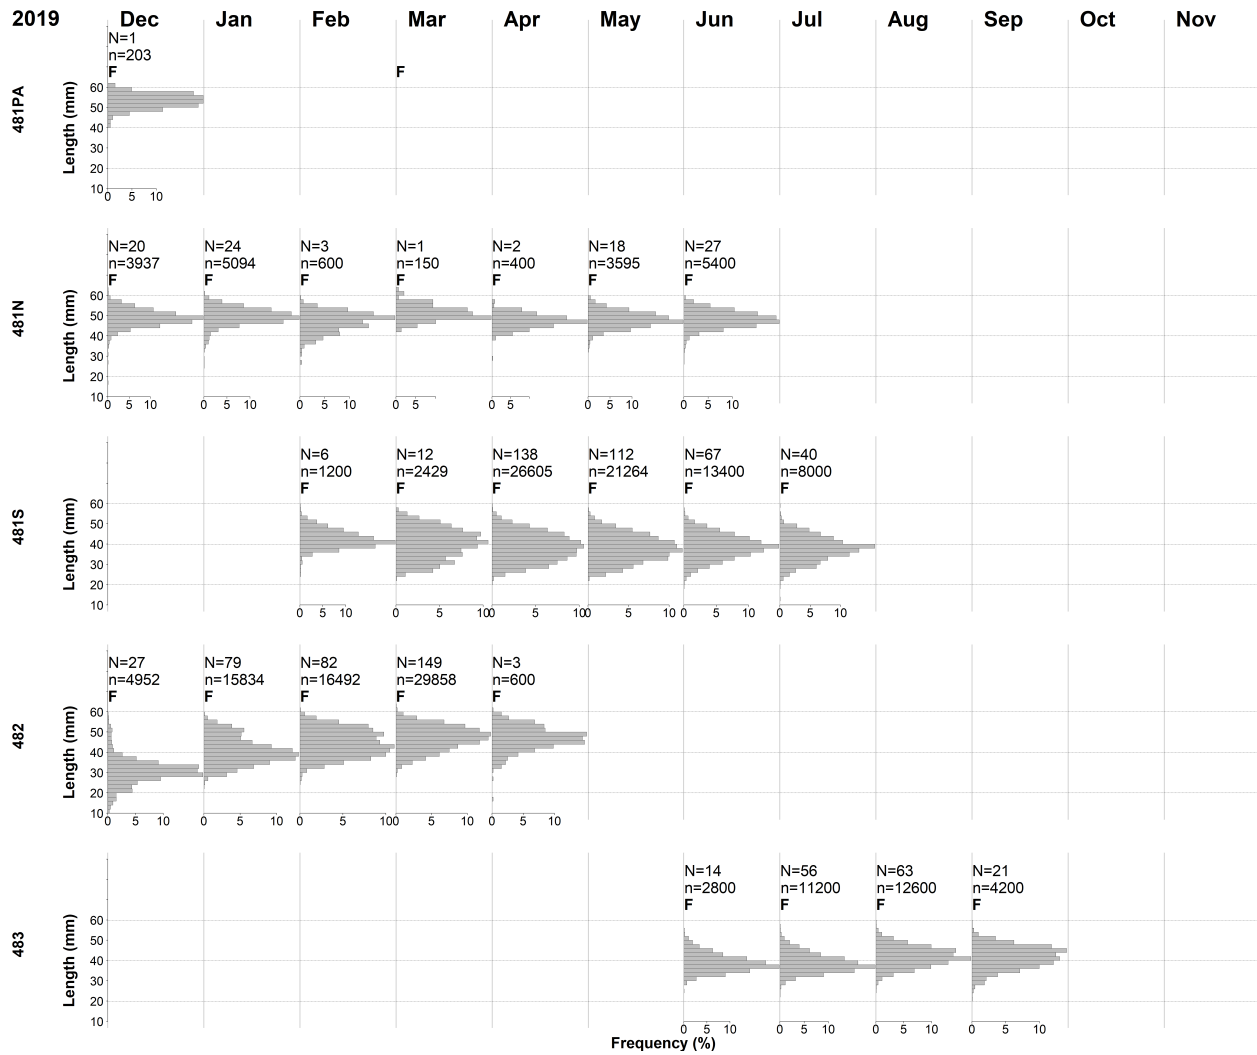 2019 Dec Jan Feb Mar Apr May Jun Jul Aug Sep Oct Nov
N=1
n=203
F F
481PA
Length (mm)
60
50
40
30
20
10
0 5 10
N=20 N=24 N=3 N=1 N=2 N=18 N=27
n=3937 n=5094 n=600 n=150 n=400 n=3595 n=5400
F F F F F F F
481N
Length (mm)
60
50
40
30
20
10
0 5 10 0 5 10 0 5 10 0 5 0 5 0 5 10 0 5 10
N=6 N=12 N=138 N=112 N=67 N=40
n=1200 n=2429 n=26605 n=21264 n=13400 n=8000
F F F F F F
481S
Length (mm)
60
50
40
30
20
10
0 5 10 0 5 10 0 5 10 0 5 10 0 5 10 0 5 10
N=27 N=79 N=82 N=149 N=3
n=4952 n=15834 n=16492 n=29858 n=600
F F F F F
482
Length (mm)
60
50
40
30
20
10
0 5 10 0 5 10 0 5 10 0 5 10 0 5 10
N=14 N=56 N=63 N=21
n=2800 n=11200 n=12600 n=4200
F F F F
483
Length (mm)
60
50
40
30
20
10
0 5 10 0 5 10 0 5 10 0 5 10
Frequency (%)